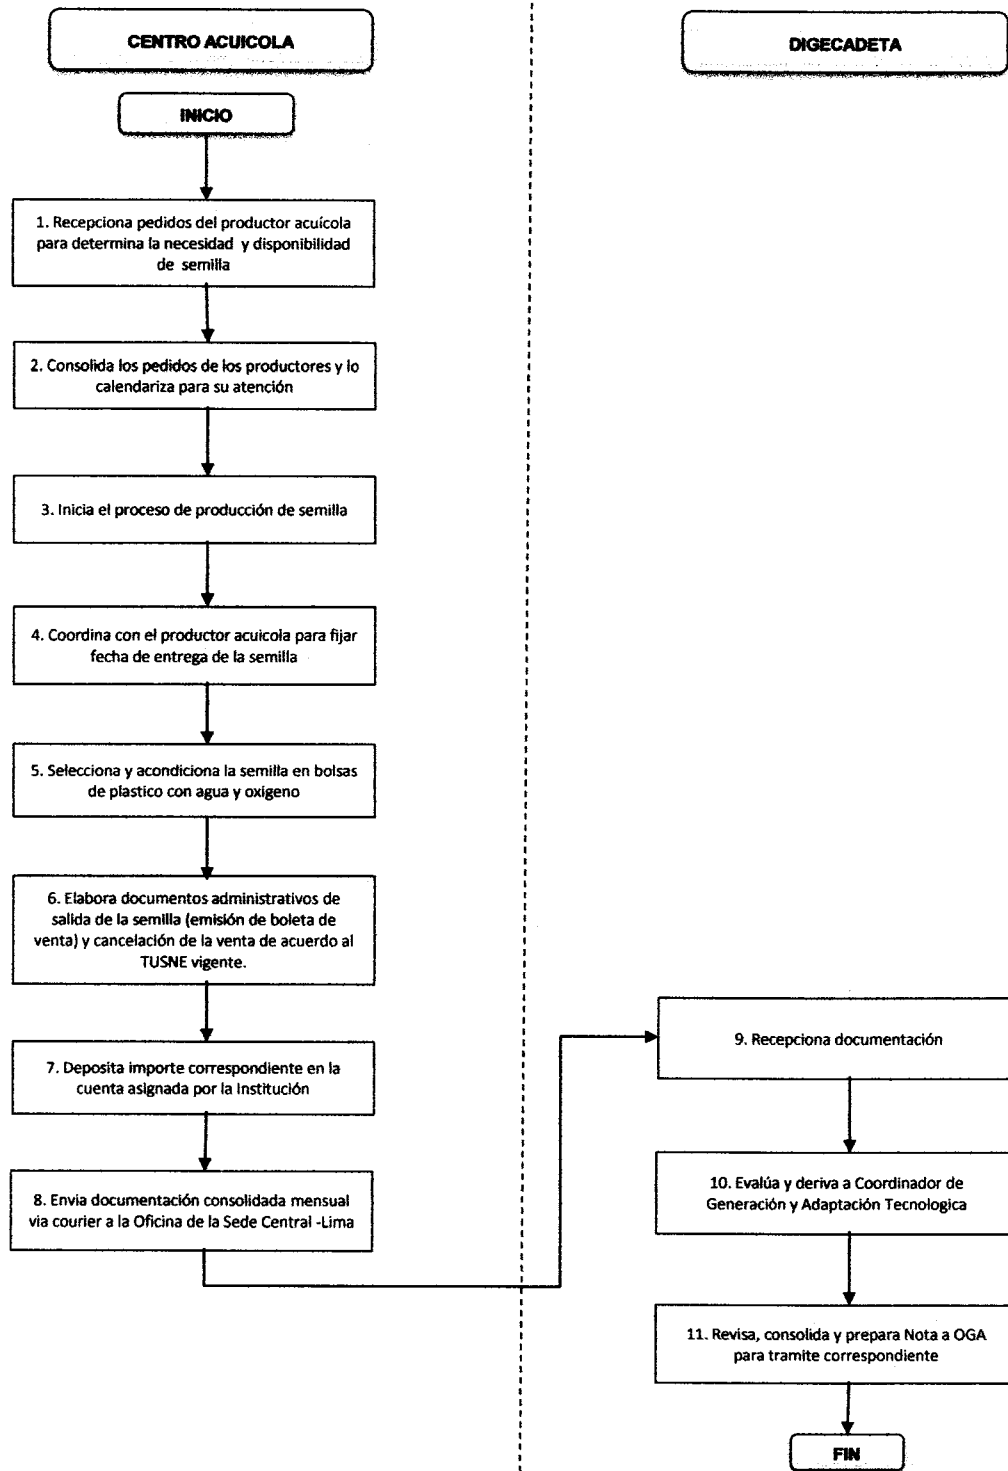 CENTRO ACUICOLA
INICIO
1. Recepciona pedidos del productor acuícola
para determina la necesidad y disponibilidad
de semilla
2. Consolida los pedidos de los productores y lo
calendariza para su atención
3. Inicia el proceso de producción de semilla
4. Coordina con el productor acuicola para fijar
fecha de entrega de la semilla
5. Selecciona y acondiciona la semilla en bolsas
de plastico con agua y oxigeno
6. Elabora documentos administrativos de
salida de la semilla (emisión de boleta de
venta) y cancelación de la venta de acuerdo al
TUSNE vigente.
7. Deposita importe correspondiente en la
cuenta asignada por la Institución
8. Envia documentación consolidada mensual
via courier a la Oficina de la Sede Central -Lima
DIGECADETA
9. Recepciona documentación
10. Evalúa y deriva a Coordinador de
Generación y Adaptación Tecnologica
11. Revisa, consolida y prepara Nota a OGA
para tramite correspondiente
FIN